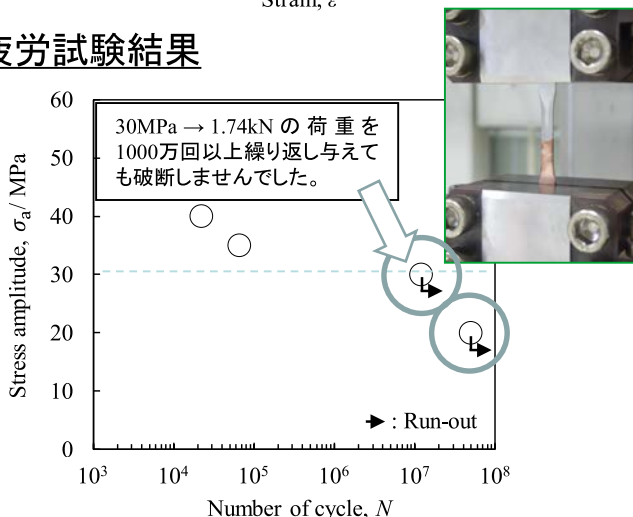 Strain, ε
疲労試験結果
60
50
40
30
20
10
0
Stress amplitude, σa/ MPa
30MPa → 1.74kN の 荷 重 を
1000万回以上繰り返し与えて
も破断しませんでした。
: Run-out
10³ 10⁴ 10⁵ 10⁶ 10⁷ 10⁸
Number of cycle, N